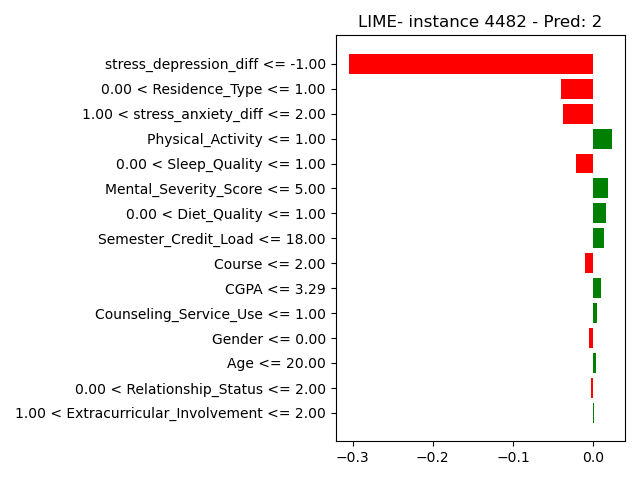 LIME- instance 4482 - Pred: 2
stress_depression_diff <= -1.00
0.00 < Residence_Type <= 1.00
1.00 < stress_anxiety_diff <= 2.00
Physical_Activity <= 1.00
0.00 < Sleep_Quality <= 1.00
Mental_Severity_Score <= 5.00
0.00 < Diet_Quality <= 1.00
Semester_Credit_Load <= 18.00
Course <= 2.00
CGPA <= 3.29
Counseling_Service_Use <= 1.00
Gender <= 0.00
Age <= 20.00
0.00 < Relationship_Status <= 2.00
1.00 < Extracurricular_Involvement <= 2.00
−0.3 −0.2 −0.1 0.0